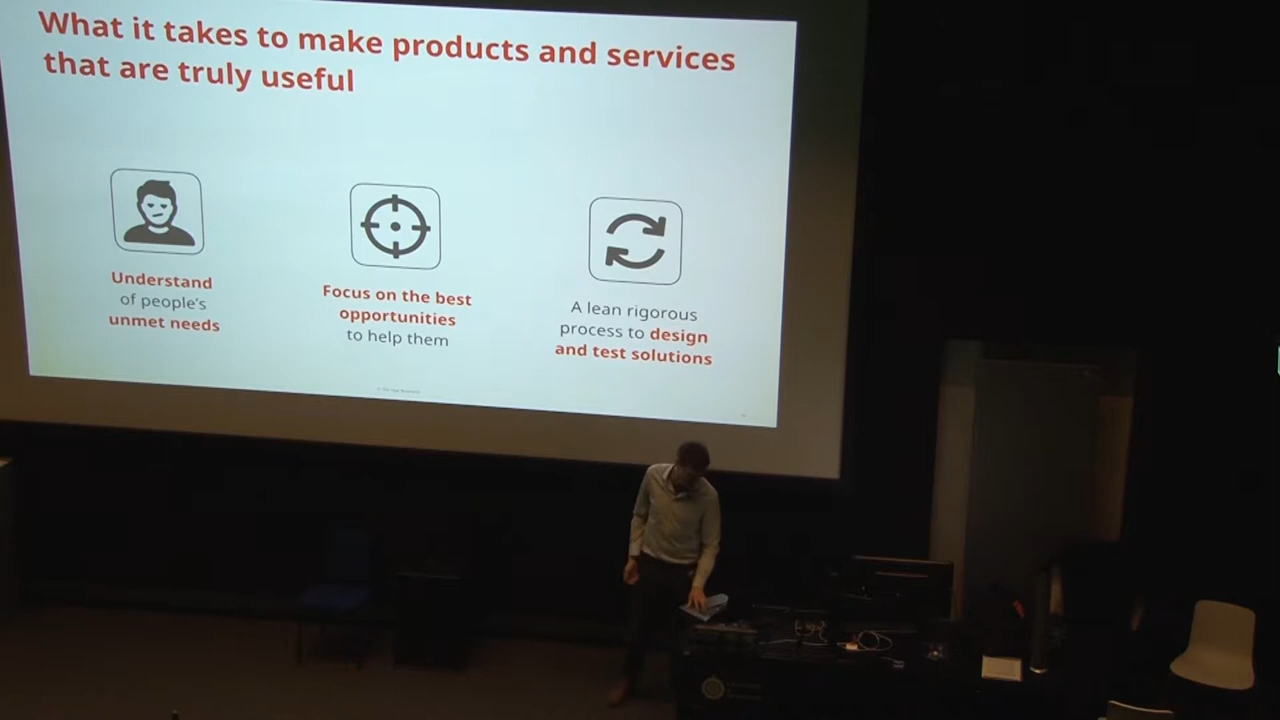 What it takes to make products and services
that are truly useful
Understand
of people's
unmet needs
Focus on the best
opportunities
to help them
A lean rigorous
process to design
and test solutions